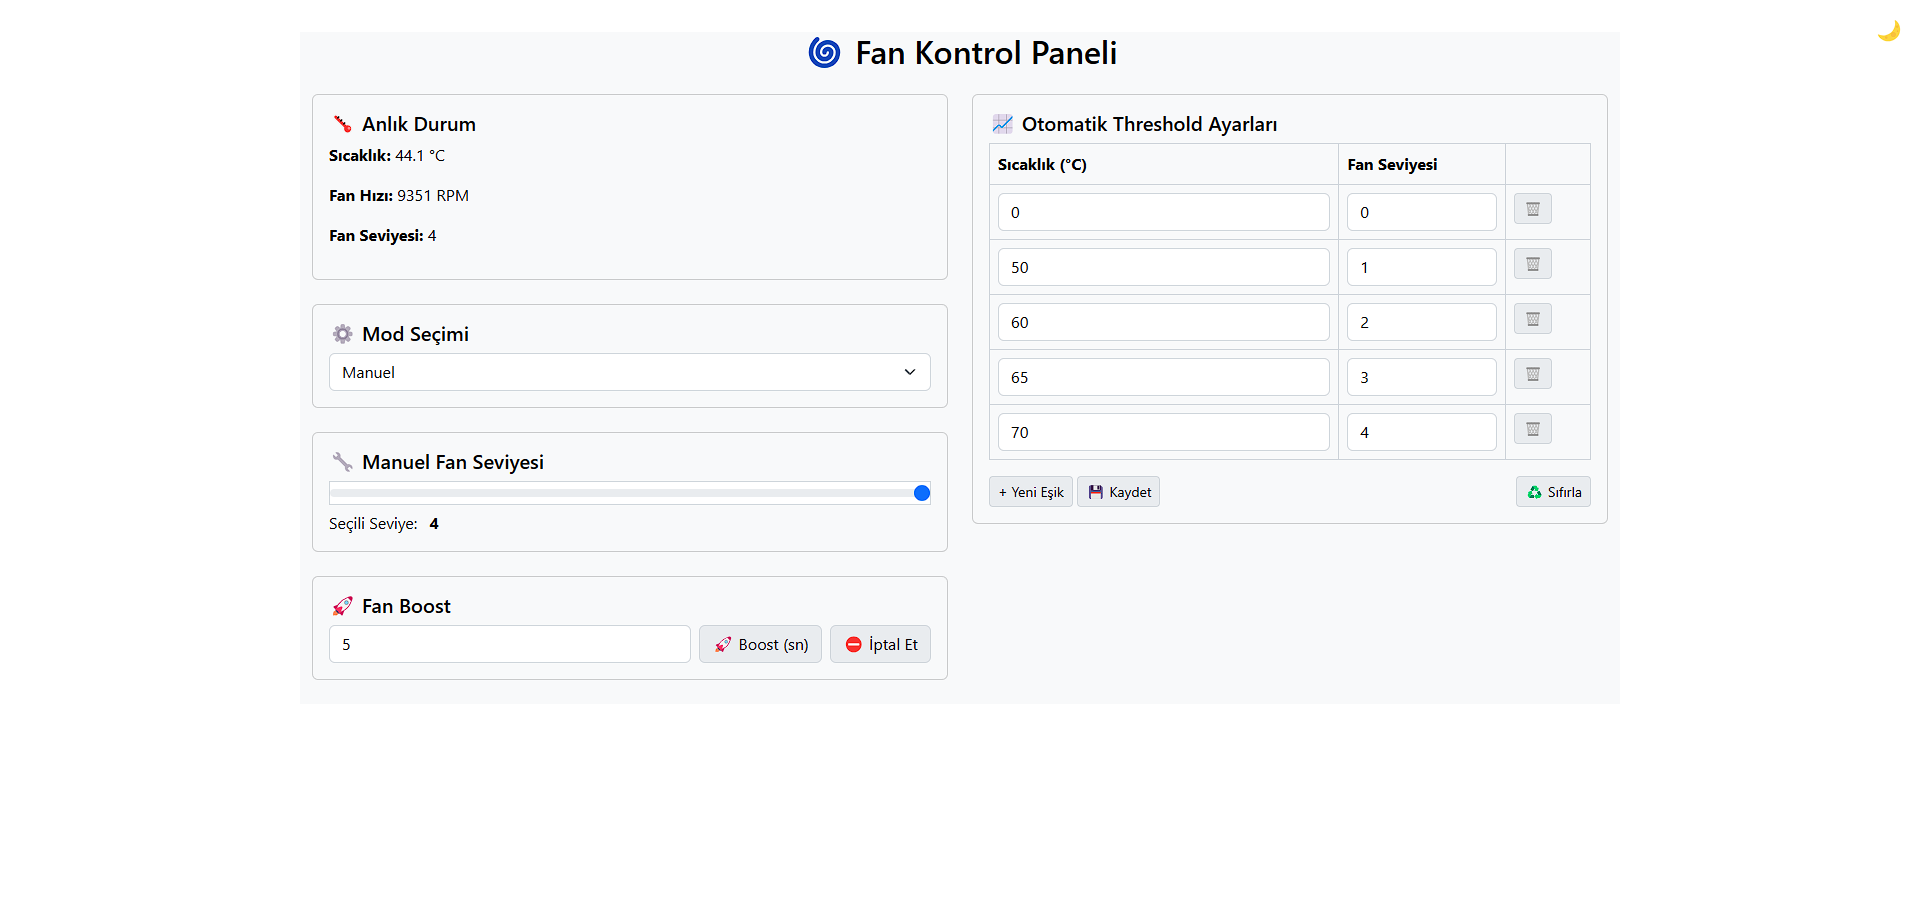 Fan Kontrol Paneli
Anlık Durum
Sıcaklık: 44.1 °C
Fan Hızı: 9351 RPM
Fan Seviyesi: 4
Mod Seçimi
Manuel
Manuel Fan Seviyesi
Seçili Seviye: 4
Fan Boost
5
Boost (sn)
İptal Et
Otomatik Threshold Ayarları
Sıcaklık (°C) Fan Seviyesi
0 0
50 1
60 2
65 3
70 4
+ Yeni Eşik Kaydet Sıfırla